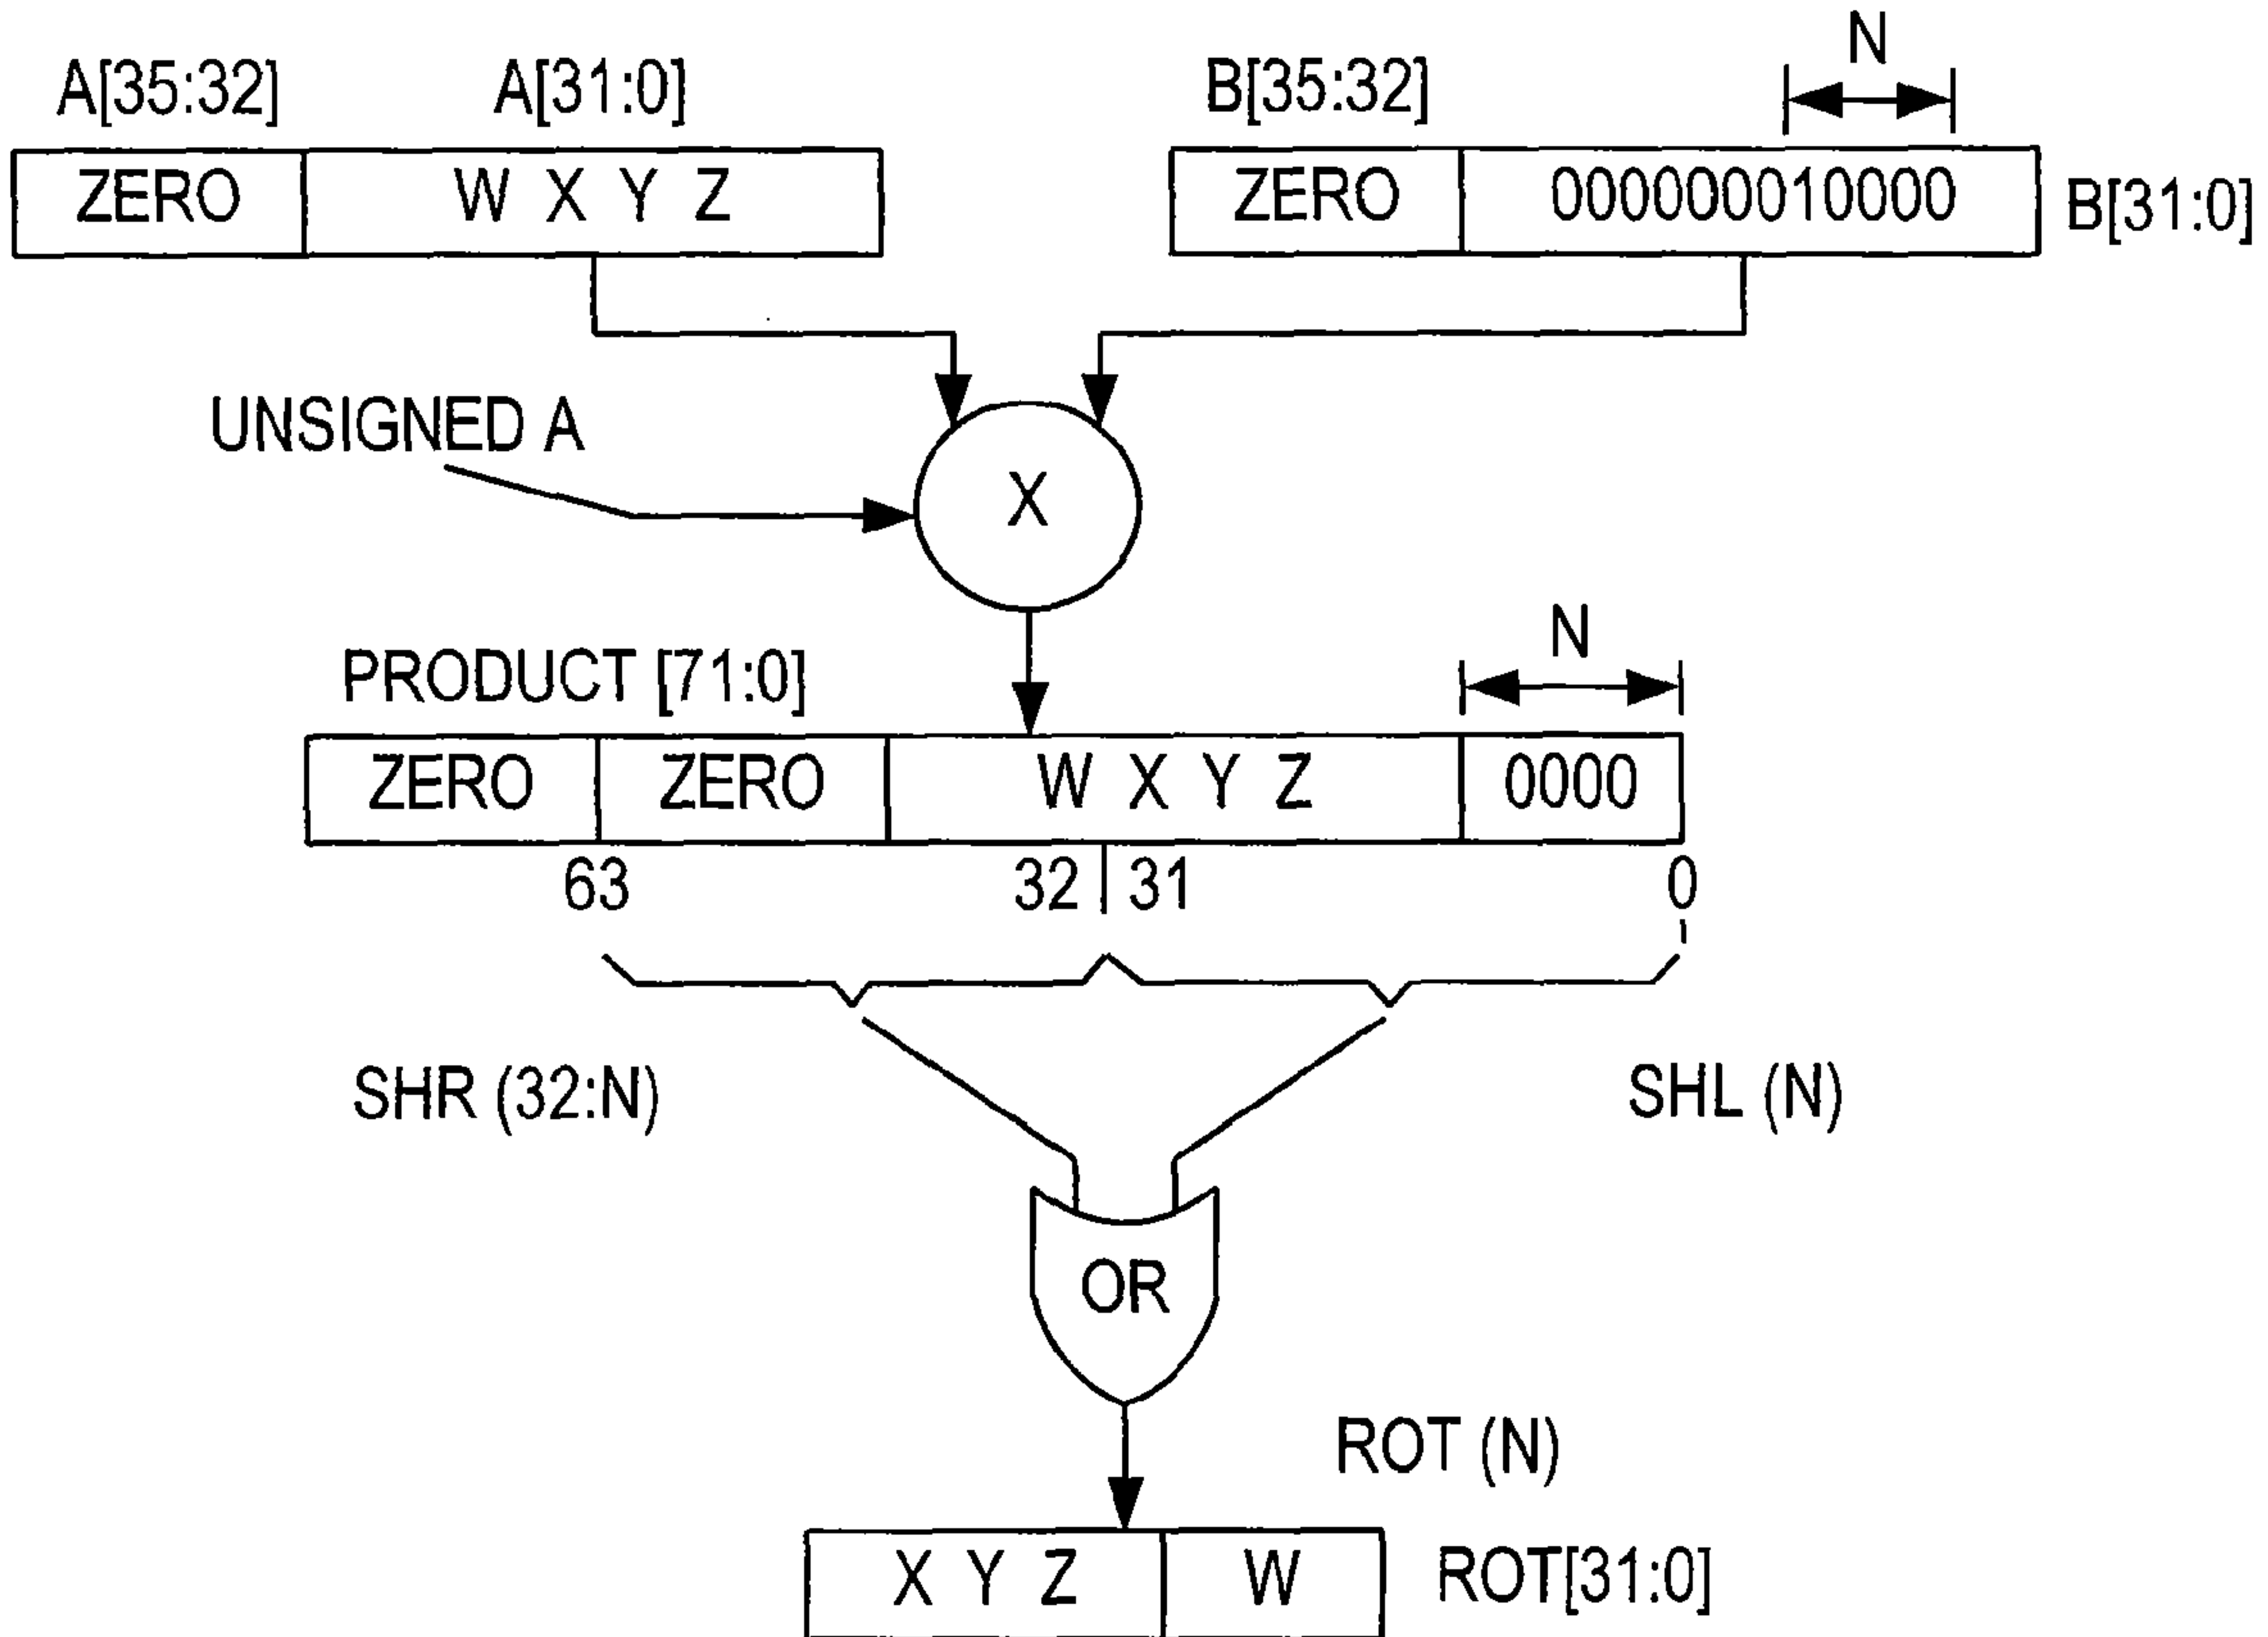 N
A[35:32] A[31:0] B[35:32]
ZERO W X Y Z ZERO 000000010000 B[31:0]
UNSIGNED A
X
N
PRODUCT [71:0]
ZERO ZERO W X Y Z 0000
63 32 31 0
SHR (32:N) SHL (N)
OR
ROT (N)
X Y Z W ROT[31:0]